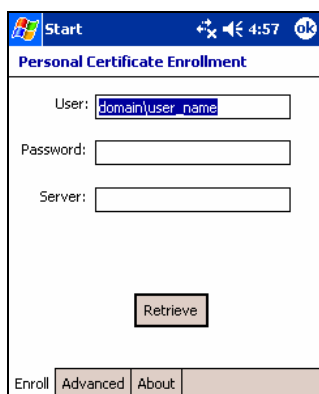 Start 4:57 ok
Personal Certificate Enrollment
User: domain\user_name
Password:
Server:
Retrieve
Enroll Advanced About